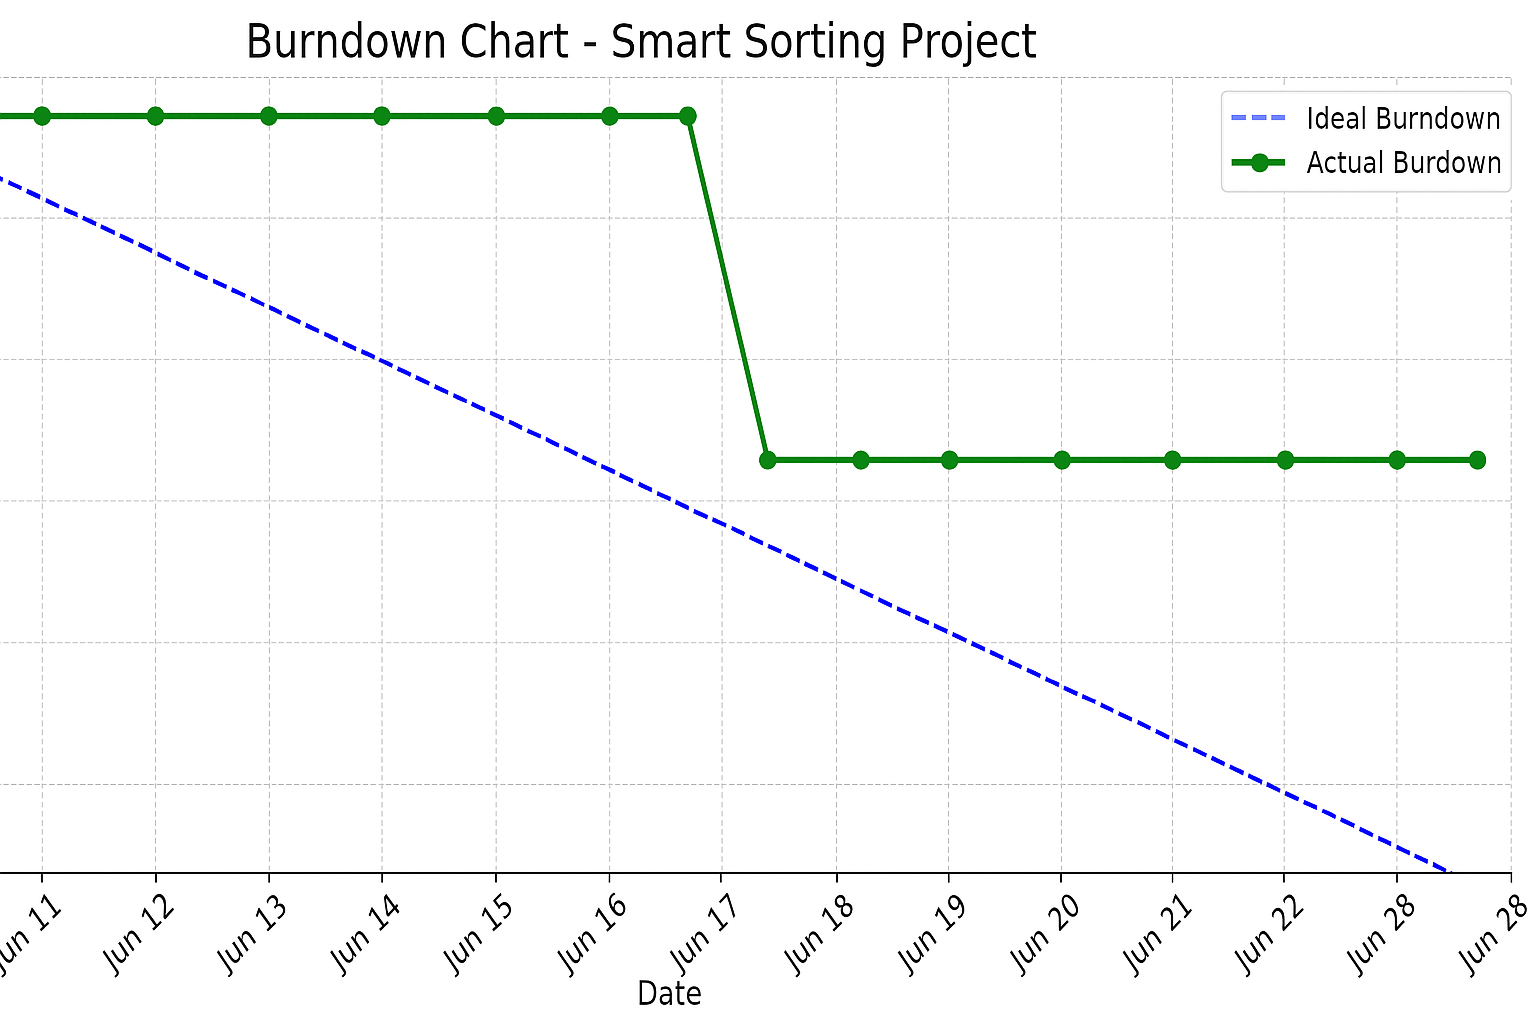 Burndown Chart - Smart Sorting Project
Ideal Burndown
Actual Burdown
Jun 11
Jun 12
Jun 13
Jun 14
Jun 15
Jun 16
Jun 17
Jun 18
Jun 19
Jun 20
Jun 21
Jun 22
Jun 28
Jun 28
Date